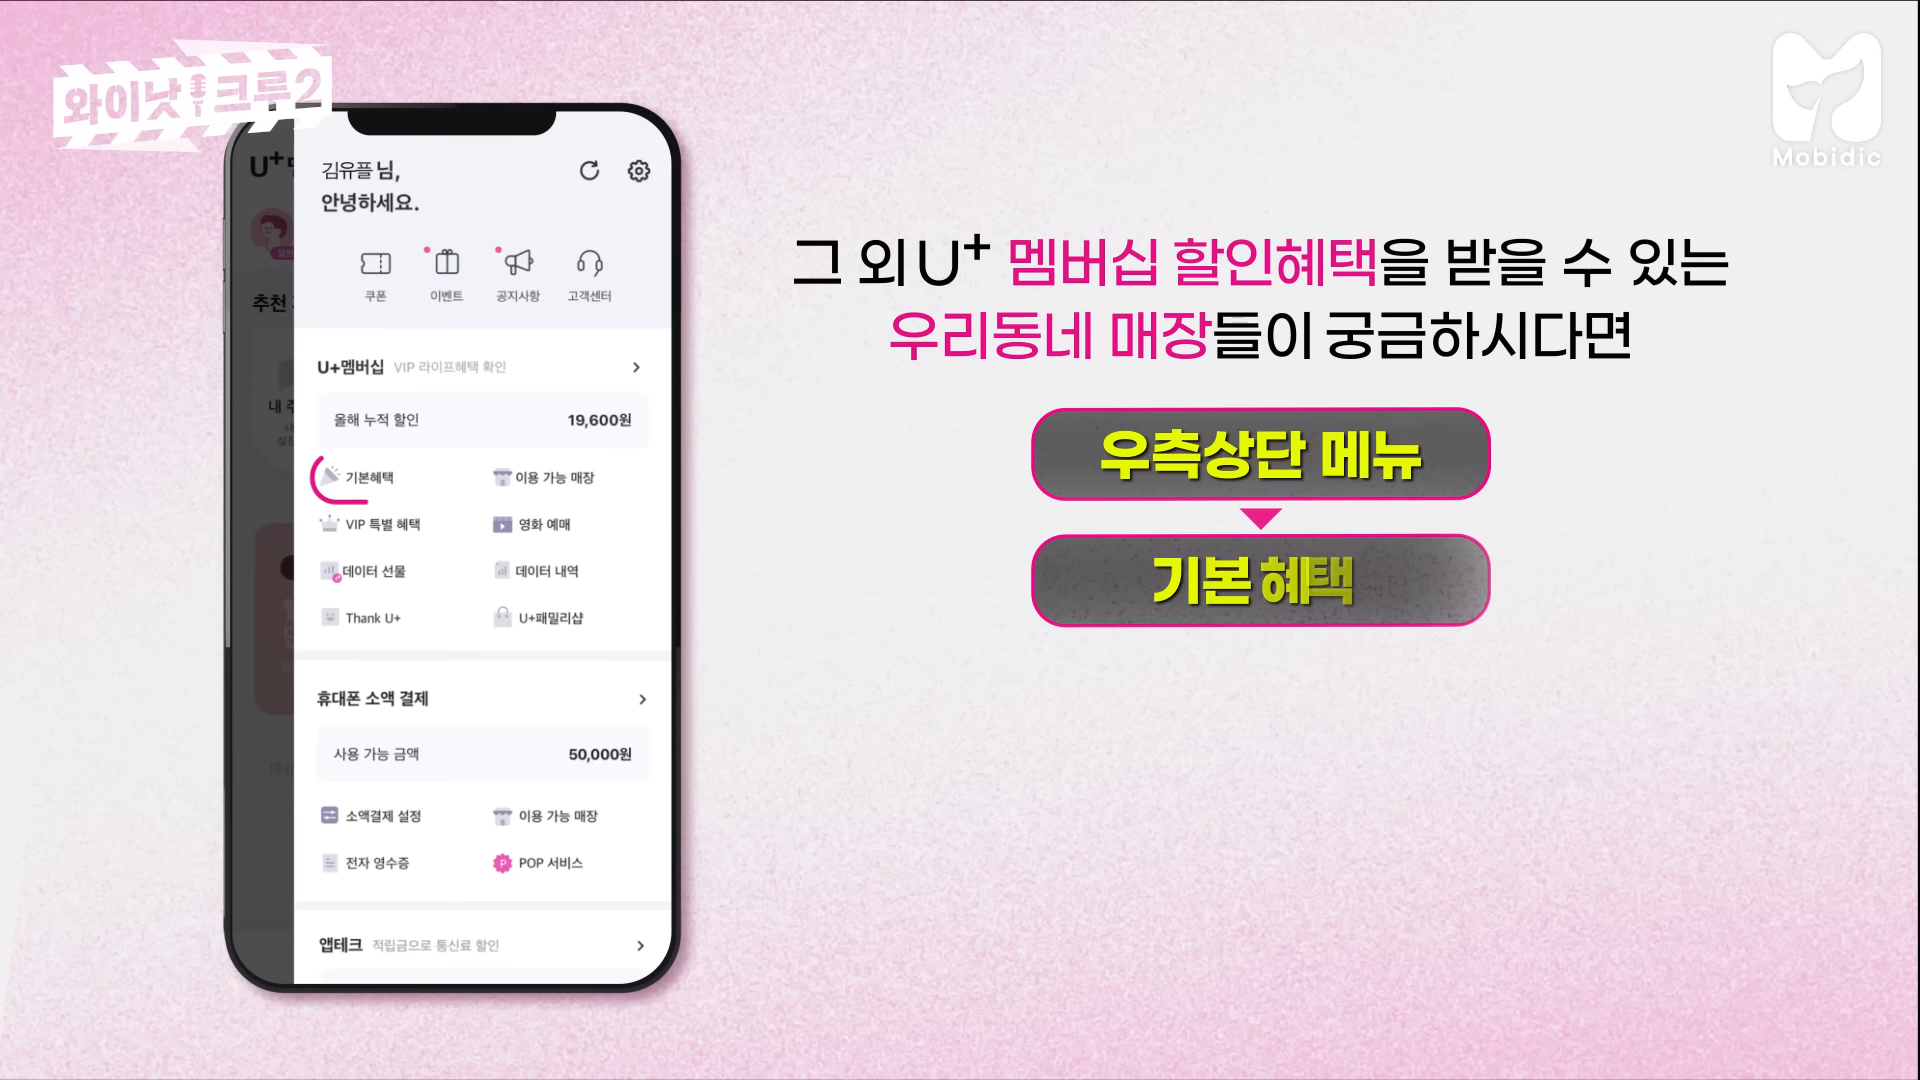 와이낫 크루2
Mobidic
U+
추천
내 주
김유플 님,
안녕하세요.
쿠폰 이벤트 공지사항 고객센터
U+멤버십 VIP 라이프혜택 확인
올해 누적 할인 19,600원
기본혜택 이용 가능 매장
VIP 특별 혜택 영화 예매
데이터 선물 데이터 내역
Thank U+ U+패밀리샵
휴대폰 소액 결제
사용 가능 금액 50,000원
소액결제 설정 이용 가능 매장
전자 영수증 POP 서비스
앱테크 적립금으로 통신료 할인
그 외 U+ 멤버십 할인혜택을 받을 수 있는
우리동네 매장들이 궁금하시다면
우측상단 메뉴
기본 혜택